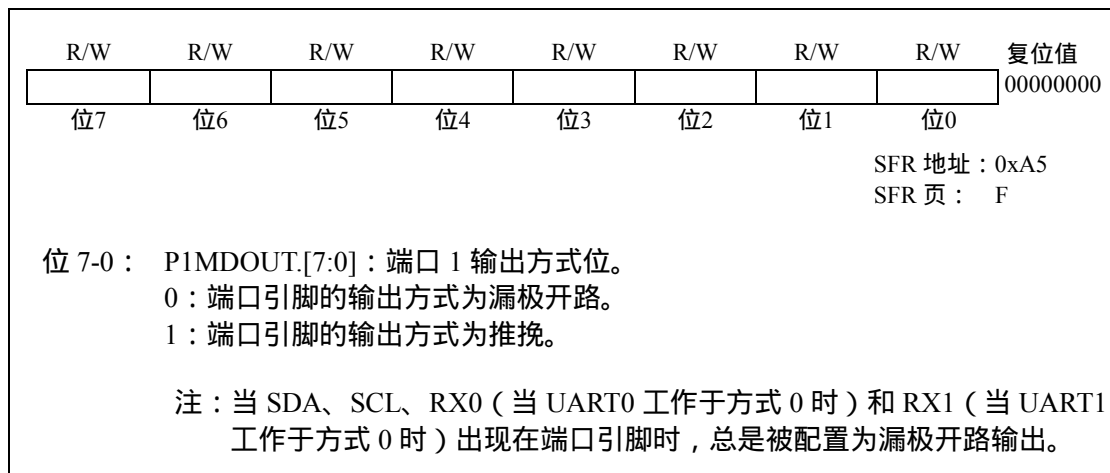 R/W R/W R/W R/W R/W R/W R/W R/W 复位值
00000000
位7 位6 位5 位4 位3 位2 位1 位0
SFR 地址：0xA5
SFR 页： F
位 7-0： P1MDOUT.[7:0]：端口 1 输出方式位。
0：端口引脚的输出方式为漏极开路。
1：端口引脚的输出方式为推挽。
注：当 SDA、SCL、RX0（当 UART0 工作于方式 0 时）和 RX1（当 UART1
工作于方式 0 时）出现在端口引脚时，总是被配置为漏极开路输出。